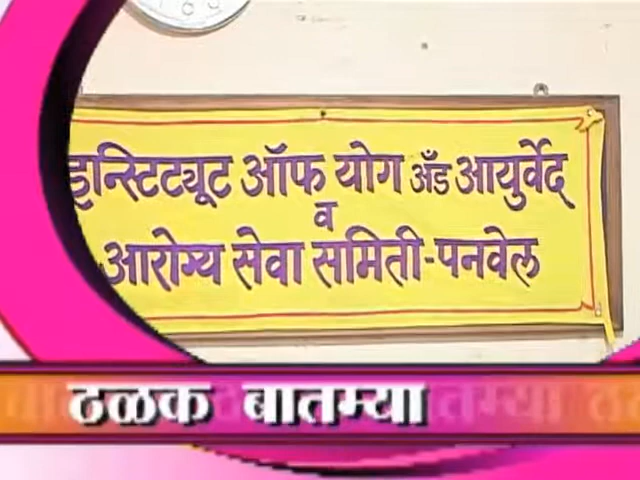 इन्स्टिट्यूट ऑफ योग अँड आयुर्वेद
व
आरोग्य सेवा समिती-पनवेल
ठळक बातम्या